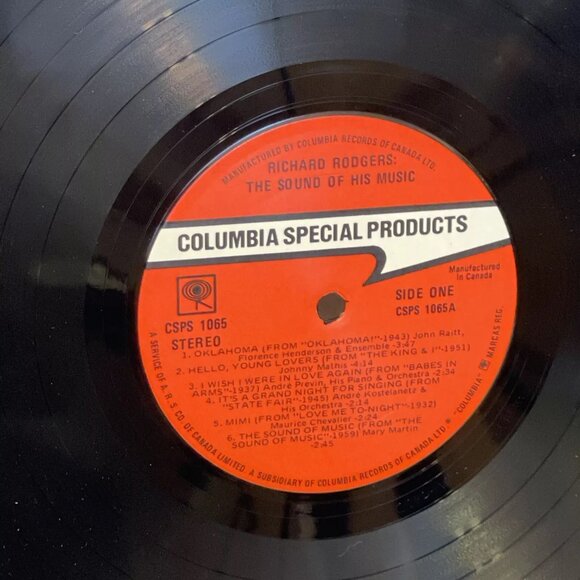 MANUFACTURED BY COLUMBIA RECORDS OF CANADA LTD.
RICHARD RODGERS:
THE SOUND OF HIS MUSIC
COLUMBIA SPECIAL PRODUCTS
Manufactured
in Canada
SIDE ONE
CSPS 1065A
CSPS 1065
STEREO
1. OKLAHOMA (FROM "OKLAHOMA!"-1943) John Raitt,
Florence Henderson & Ensemble -3:47
2. HELLO, YOUNG LOVERS (FROM "THE KING & I"-1951)
Johnny Mathis -4:14
3. I WISH I WERE IN LOVE AGAIN (FROM "BABES IN
ARMS"-1937) André Previn, His Piano & Orchestra -2:34
4. IT'S A GRAND NIGHT FOR SINGING (FROM
"STATE FAIR"-1945) André Kostelanetz &
His Orchestra -2:14
5. MIMI (FROM "LOVE ME TO-NIGHT"-1932)
Maurice Chevalier -2:24
6. THE SOUND OF MUSIC (FROM "THE
SOUND OF MUSIC"-1959) Mary Martin -
2:45
A SERVICE OF C.R.S. CO. OF CANADA LIMITED. A SUBSIDIARY OF COLUMBIA RECORDS OF CANADA LTD. ® "COLUMBIA" MARCAS REG.